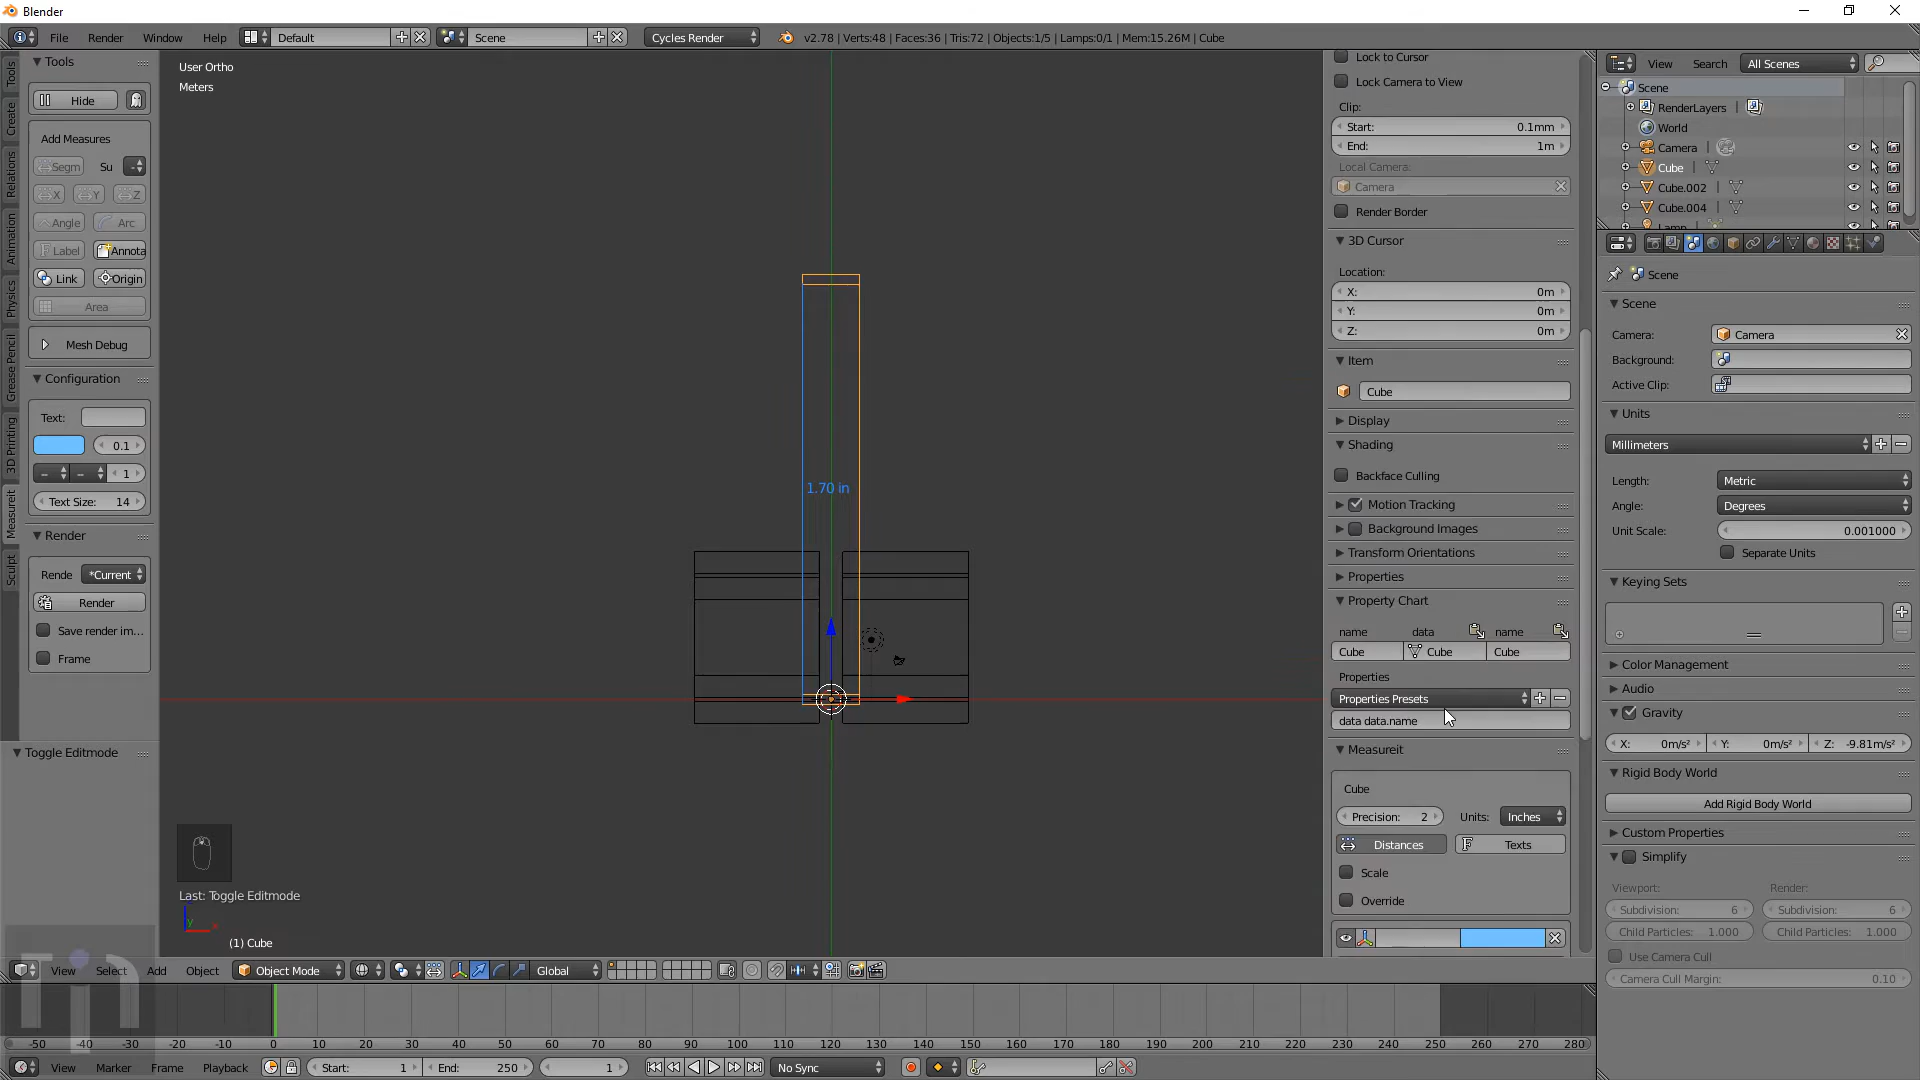 Blender
File Render Window Help Default Scene Cycles Render v2.78 | Verts:48 | Faces:36 | Tris:72 | Objects:1/5 | Lamps:0/1 | Mem:15.26M | Cube
Tools
Hide
Add Measures
Segm Su
X Y Z
Angle Arc
Label Annota
Link Origin
Area
Mesh Debug
Configuration
Text:
0.1
1
Text Size: 14
Render
Rende *Current
Render
Save render im...
Frame
Toggle Editmode
Tools
Create
Relations
Animation
Physics
Grease Pencil
3D Printing
Measureit
Sculpt
User Ortho
Meters
1.70 in
Last: Toggle Editmode
(1) Cube
View Select Add Object Object Mode Global
Lock to Cursor
Lock Camera to View
Clip:
Start: 0.1mm
End: 1m
Local Camera:
Camera
Render Border
3D Cursor
Location:
X: 0m
Y: 0m
Z: 0m
Item
Cube
Display
Shading
Backface Culling
Motion Tracking
Background Images
Transform Orientations
Properties
Property Chart
name data name
Cube Cube Cube
Properties
Properties Presets
data data.name
Measureit
Cube
Precision: 2 Units: Inches
Distances Texts
Scale
Override
View Search All Scenes
Scene
RenderLayers
World
Camera
Cube
Cube.002
Cube.004
Lamp
Scene
Scene
Camera: Camera
Background:
Active Clip:
Units
Millimeters
Length: Metric
Angle: Degrees
Unit Scale: 0.001000
Separate Units
Keying Sets
Color Management
Audio
Gravity
X: 0m/s² Y: 0m/s² Z: -9.81m/s²
Rigid Body World
Add Rigid Body World
Custom Properties
Simplify
Viewport: Render:
Subdivision: 6 Subdivision: 6
Child Particles: 1.000 Child Particles: 1.000
Use Camera Cull
Camera Cull Margin: 0.10
-50 -40 -30 -20 -10 0 10 20 30 40 50 60 70 80 90 100 110 120 130 140 150 160 170 180 190 200 210 220 230 240 250 260 270 280
View Marker Frame Playback Start: 1 End: 250 1 No Sync